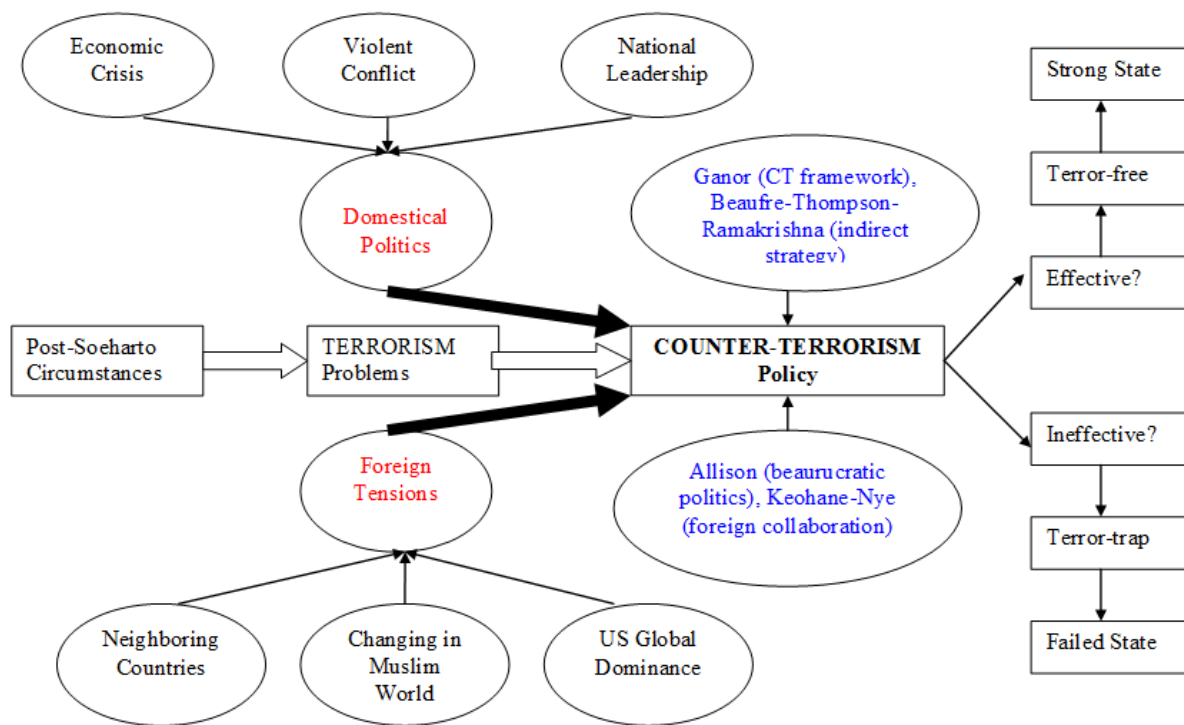 Economic
Crisis
Violent
Conflict
National
Leadership
Strong State
Terror-free
Effective?
Ganor (CT framework),
Beaufre-Thompson-
Ramakrishna (indirect
strategy)
Domestical
Politics
Post-Soeharto
Circumstances
TERRORISM
Problems
COUNTER-TERRORISM
Policy
Ineffective?
Terror-trap
Failed State
Foreign
Tensions
Allison (beaurucratic
politics), Keohane-Nye
(foreign collaboration)
Neighboring
Countries
Changing in
Muslim
World
US Global
Dominance